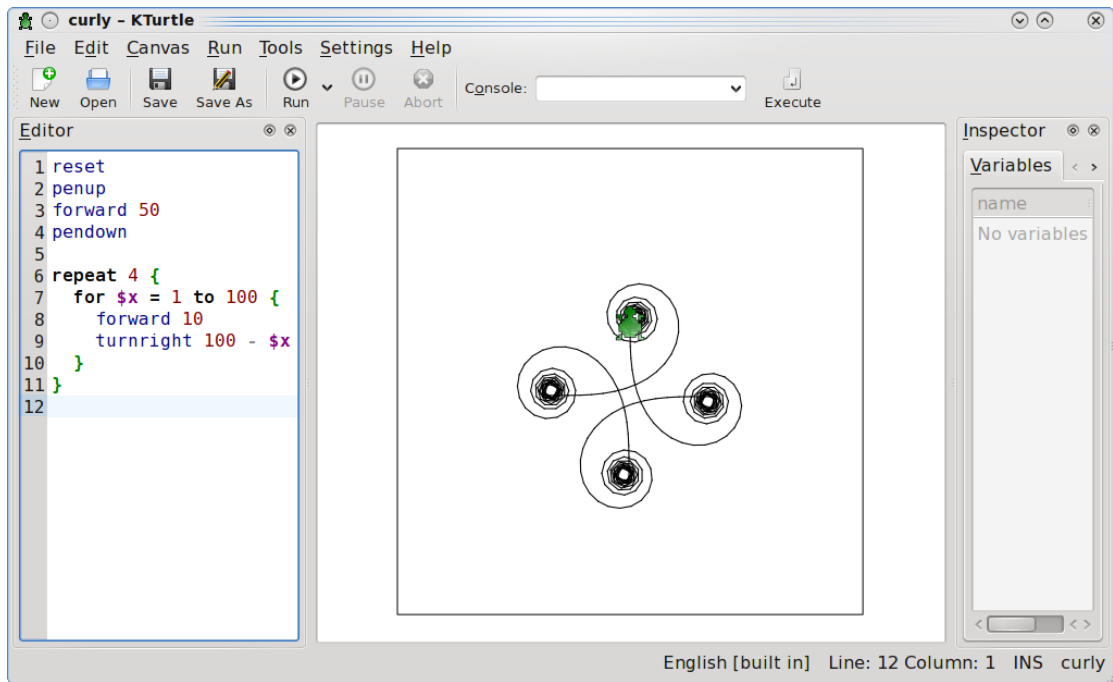 curly – KTurtle
File Edit Canvas Run Tools Settings Help
New Open Save Save As Run Pause Abort Console: Execute
Editor
1 reset
2 penup
3 forward 50
4 pendown
5
6 repeat 4 {
7 for $x = 1 to 100 {
8 forward 10
9 turnright 100 - $x
10 }
11 }
12
Inspector
Variables
name
No variables
English [built in] Line: 12 Column: 1 INS curly